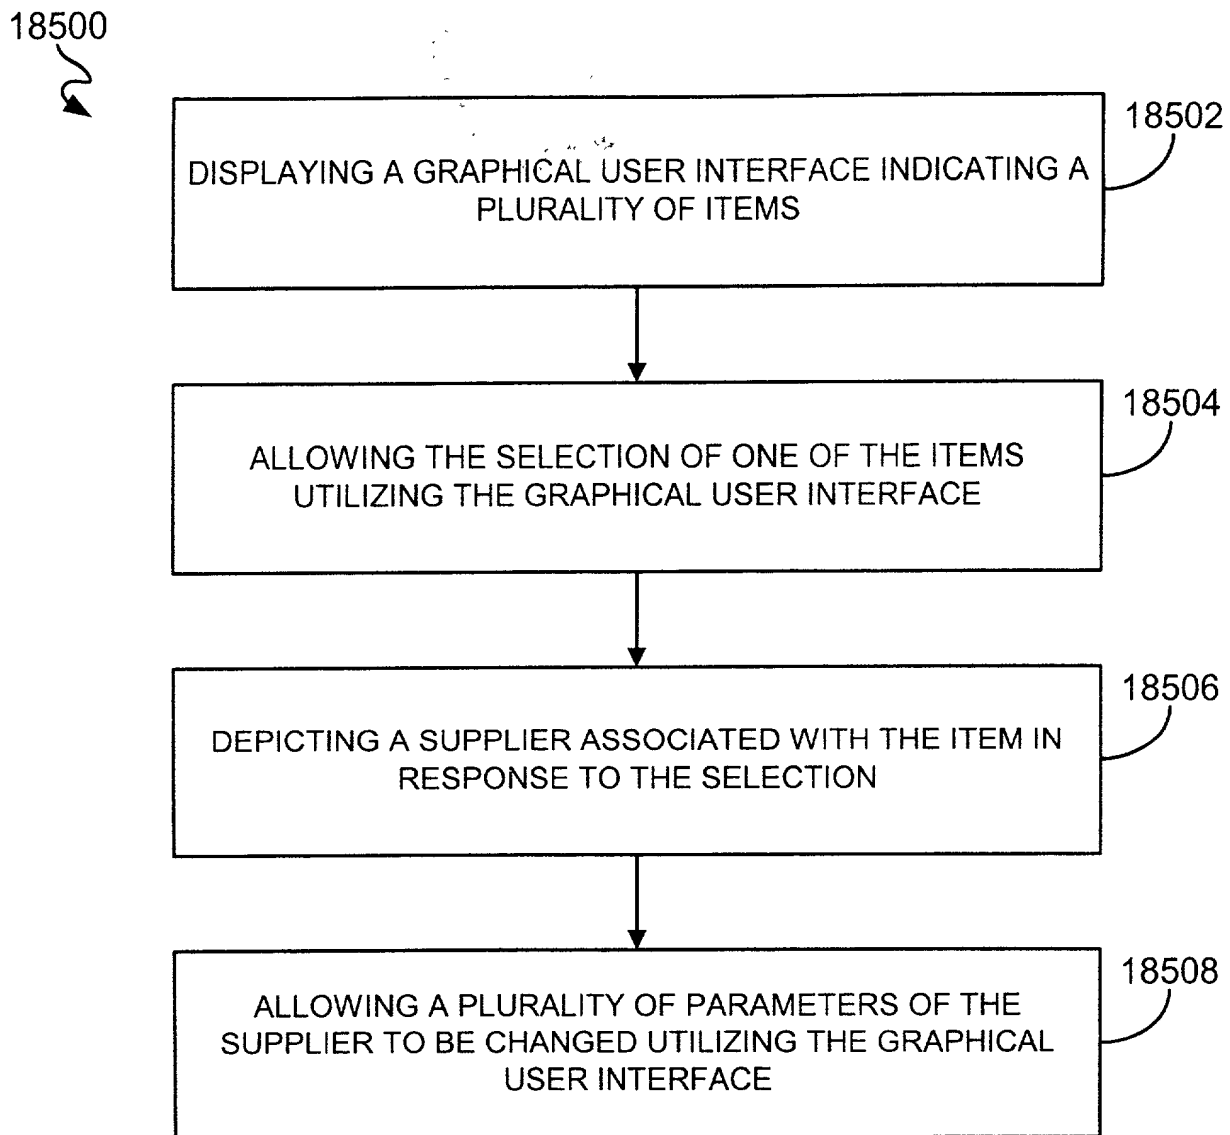 18500
18502
DISPLAYING A GRAPHICAL USER INTERFACE INDICATING A
PLURALITY OF ITEMS
18504
ALLOWING THE SELECTION OF ONE OF THE ITEMS
UTILIZING THE GRAPHICAL USER INTERFACE
18506
DEPICTING A SUPPLIER ASSOCIATED WITH THE ITEM IN
RESPONSE TO THE SELECTION
18508
ALLOWING A PLURALITY OF PARAMETERS OF THE
SUPPLIER TO BE CHANGED UTILIZING THE GRAPHICAL
USER INTERFACE